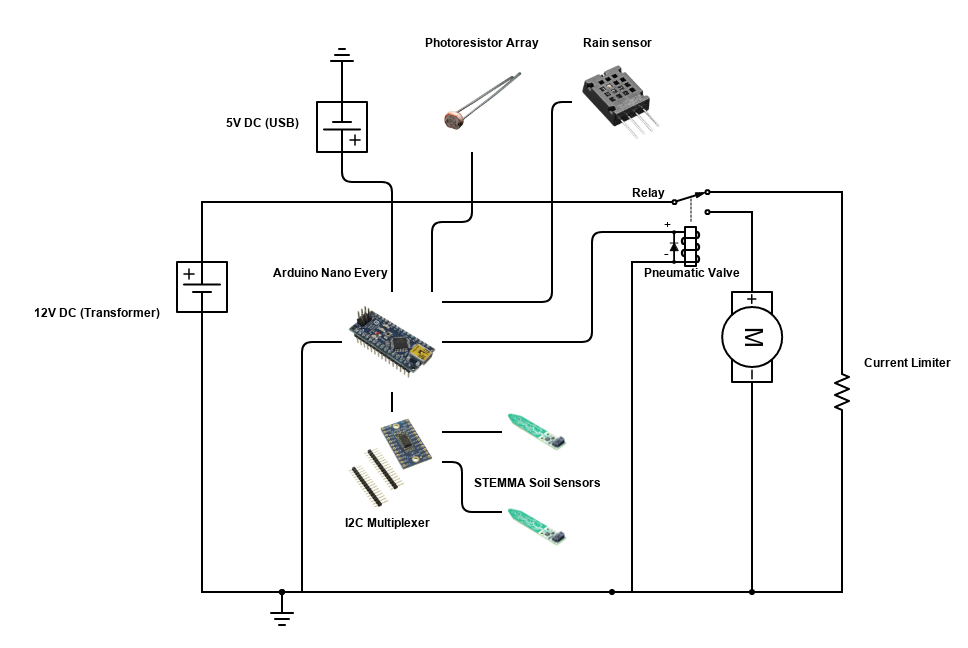 Photoresistor Array
Rain sensor
5V DC (USB)
+
Relay
+
-
Arduino Nano Every
Pneumatic Valve
+
12V DC (Transformer)
+
M
-
Current Limiter
STEMMA Soil Sensors
I2C Multiplexer